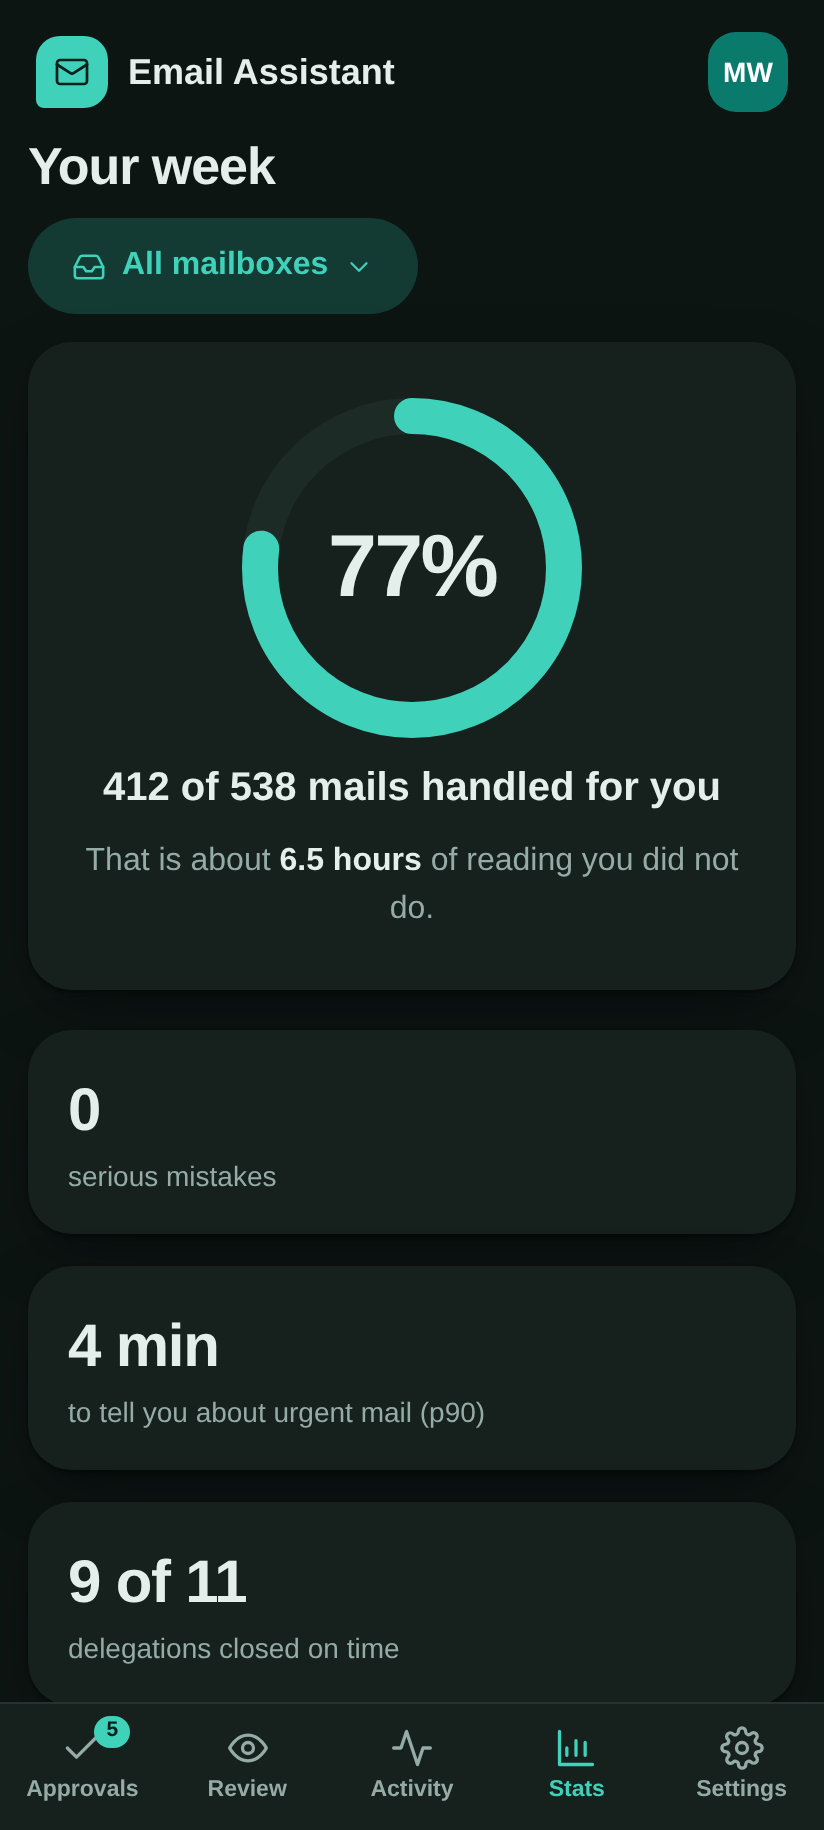 Email Assistant
MW
Your week
All mailboxes
77%
412 of 538 mails handled for you
That is about 6.5 hours of reading you did not
do.
0
serious mistakes
4 min
to tell you about urgent mail (p90)
9 of 11
delegations closed on time
5
Approvals
Review
Activity
Stats
Settings